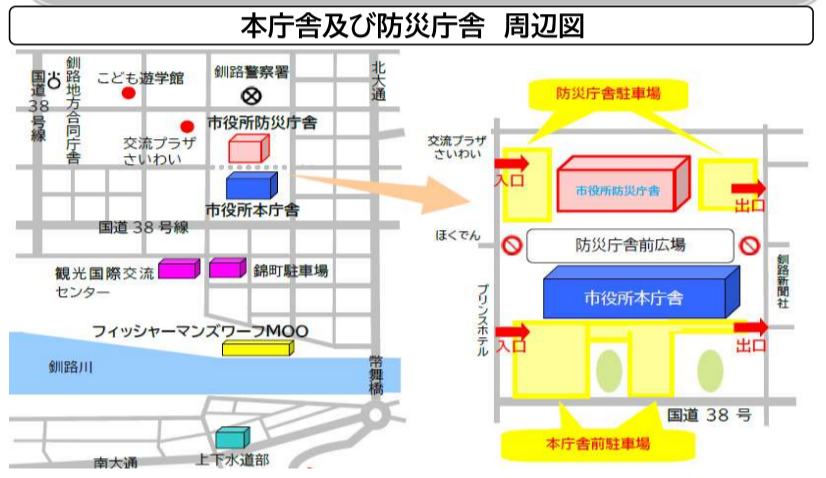 本庁舎及び防災庁舎 周辺図
国道38号線
釧路地方合同庁舎
こども遊学館
釧路警察署
北大通
交流プラザ
さいわい
市役所防災庁舎
市役所本庁舎
国道 38 号線
観光国際交流
センター
錦町駐車場
フィッシャーマンズワーフMOO
釧路川
幣舞橋
南大通
上下水道部
防災庁舎駐車場
交流プラザ
さいわい
入口
市役所防災庁舎
出口
ほくでん
防災庁舎前広場
釧路新聞社
市役所本庁舎
プリンスホテル
入口
出口
国道 38 号
本庁舎前駐車場